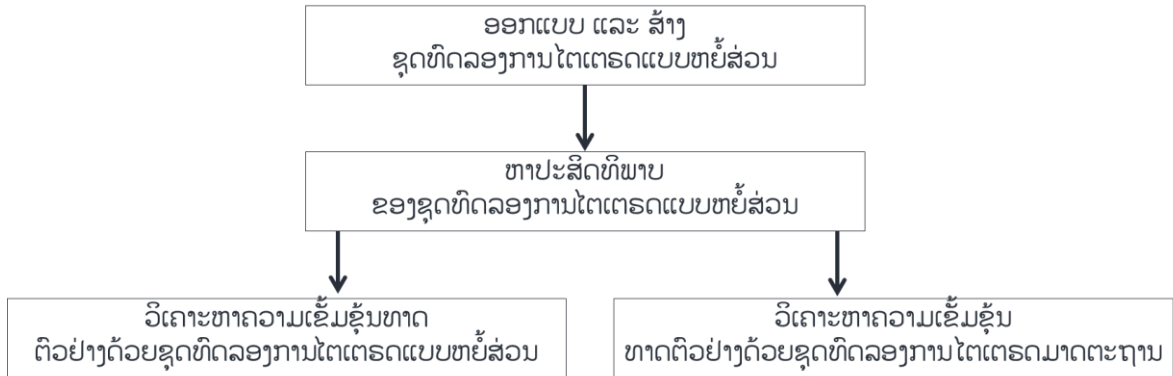 ອອກແບບ ແລະ ສ້າງ
ຊຸດທົດລອງການໄຕເຕຣດແບບຫຍໍ້ສ່ວນ
ຫາປະສິດທິພາບ
ຂອງຊຸດທົດລອງການໄຕເຕຣດແບບຫຍໍ້ສ່ວນ
ວິເຄາະຫາຄວາມເຂັ້ມຂຸ້ນທາດ
ຕົວຢ່າງດ້ວຍຊຸດທົດລອງການໄຕເຕຣດແບບຫຍໍ້ສ່ວນ
ວິເຄາະຫາຄວາມເຂັ້ມຂຸ້ນ
ທາດຕົວຢ່າງດ້ວຍຊຸດທົດລອງການໄຕເຕຣດມາດຕະຖານ